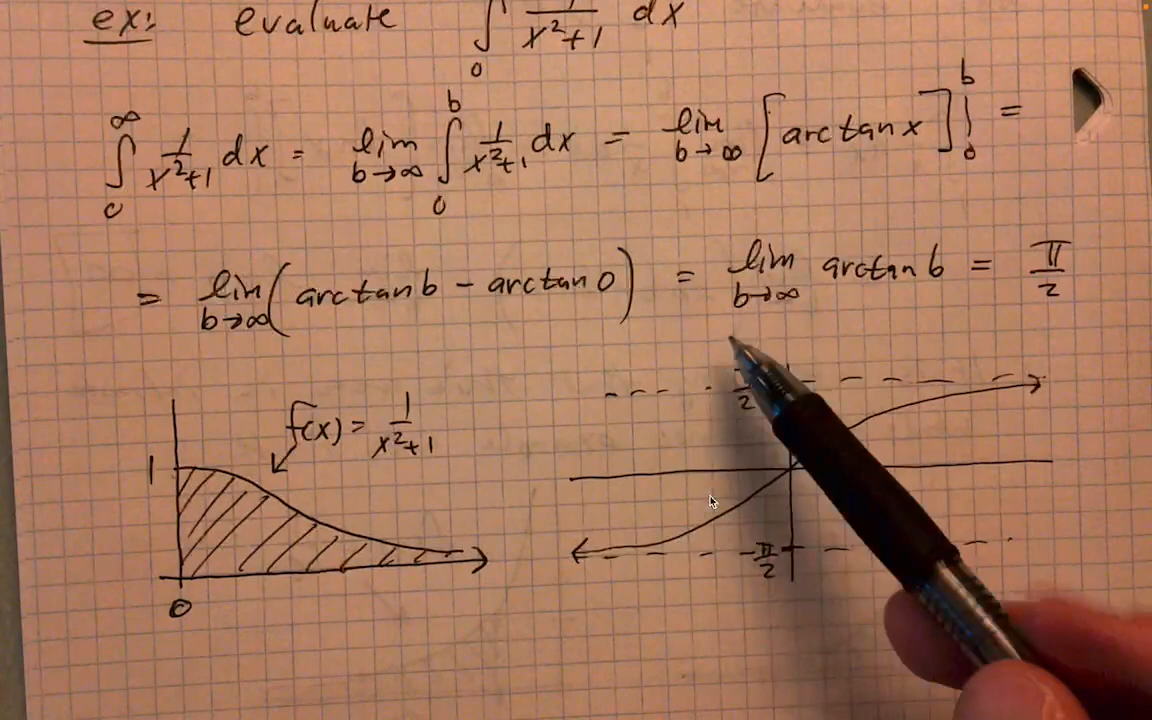 ex: evaluate ∫₀ 1/(x²+1) dx
∫₀^∞ 1/(x²+1) dx = lim b→∞ ∫₀^b 1/(x²+1) dx = lim b→∞ [arctan x] |₀^b =
= lim b→∞ (arctan b − arctan 0) = lim b→∞ arctan b = π/2
f(x) = 1/(x²+1)
1
0
2
-π/2